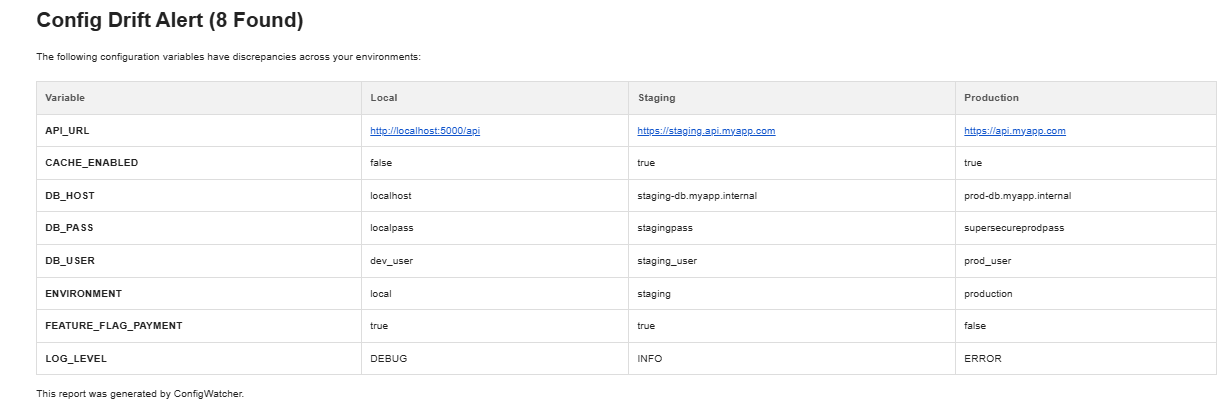 Config Drift Alert (8 Found)
The following configuration variables have discrepancies across your environments:
Variable Local Staging Production
API_URL http://localhost:5000/api https://staging.api.myapp.com https://api.myapp.com
CACHE_ENABLED false true true
DB_HOST localhost staging-db.myapp.internal prod-db.myapp.internal
DB_PASS localpass stagingpass supersecureprodpass
DB_USER dev_user staging_user prod_user
ENVIRONMENT local staging production
FEATURE_FLAG_PAYMENT true true false
LOG_LEVEL DEBUG INFO ERROR
This report was generated by ConfigWatcher.